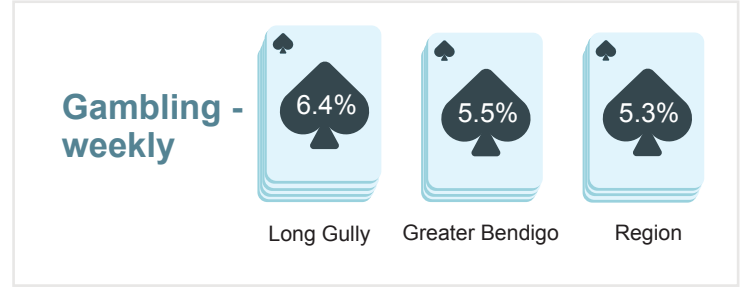 Gambling -
weekly
6.4%
5.5%
5.3%
Long Gully
Greater Bendigo
Region